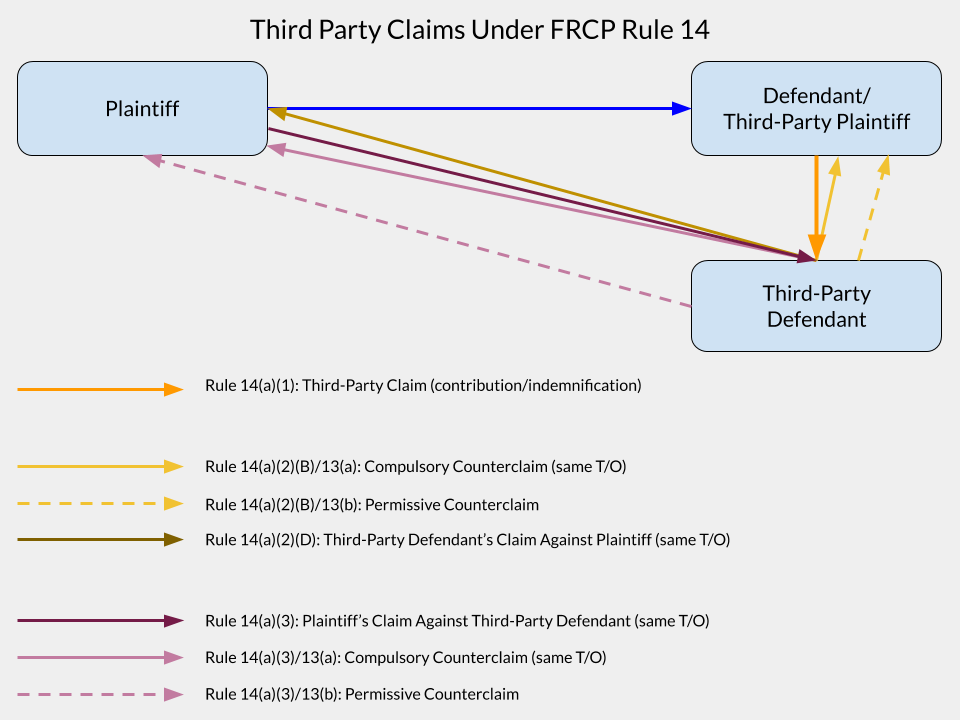 Third Party Claims Under FRCP Rule 14
Plaintiff
Defendant/
Third-Party Plaintiff
Third-Party
Defendant
Rule 14(a)(1): Third-Party Claim (contribution/indemnification)
Rule 14(a)(2)(B)/13(a): Compulsory Counterclaim (same T/O)
Rule 14(a)(2)(B)/13(b): Permissive Counterclaim
Rule 14(a)(2)(D): Third-Party Defendant’s Claim Against Plaintiff (same T/O)
Rule 14(a)(3): Plaintiff’s Claim Against Third-Party Defendant (same T/O)
Rule 14(a)(3)/13(a): Compulsory Counterclaim (same T/O)
Rule 14(a)(3)/13(b): Permissive Counterclaim